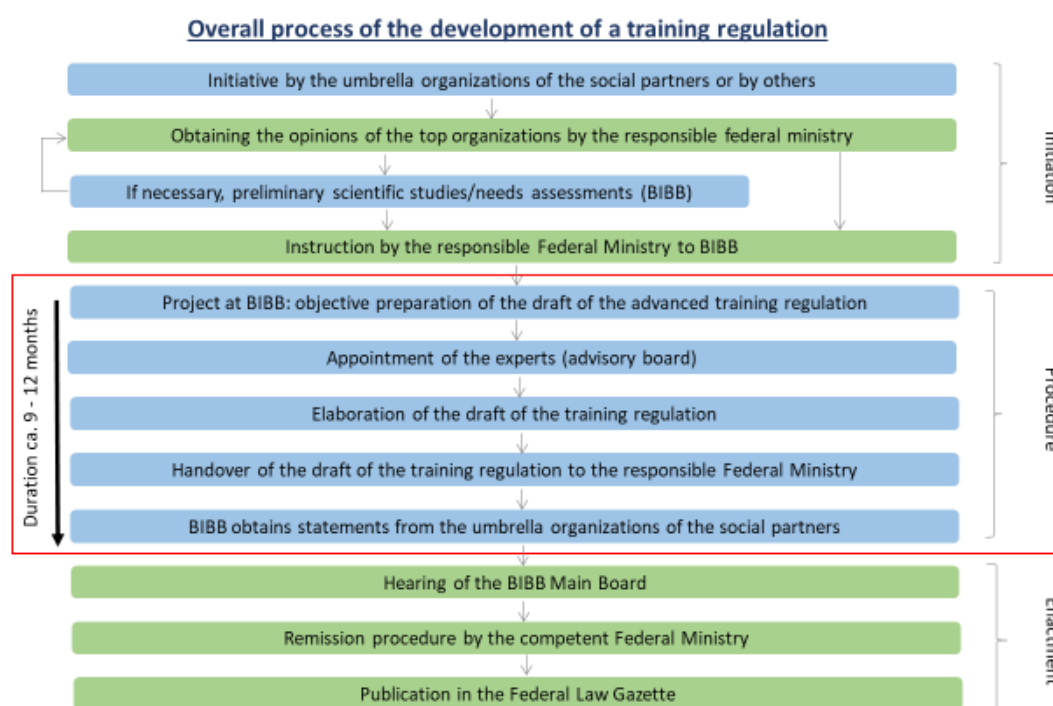 Overall process of the development of a training regulation
Initiative by the umbrella organizations of the social partners or by others
Obtaining the opinions of the top organizations by the responsible federal ministry
If necessary, preliminary scientific studies/needs assessments (BIBB)
Instruction by the responsible Federal Ministry to BIBB
Initiation
Project at BIBB: objective preparation of the draft of the advanced training regulation
Appointment of the experts (advisory board)
Elaboration of the draft of the training regulation
Handover of the draft of the training regulation to the responsible Federal Ministry
BIBB obtains statements from the umbrella organizations of the social partners
Duration ca. 9 - 12 months
Procedure
Hearing of the BIBB Main Board
Remission procedure by the competent Federal Ministry
Publication in the Federal Law Gazette
Enactment